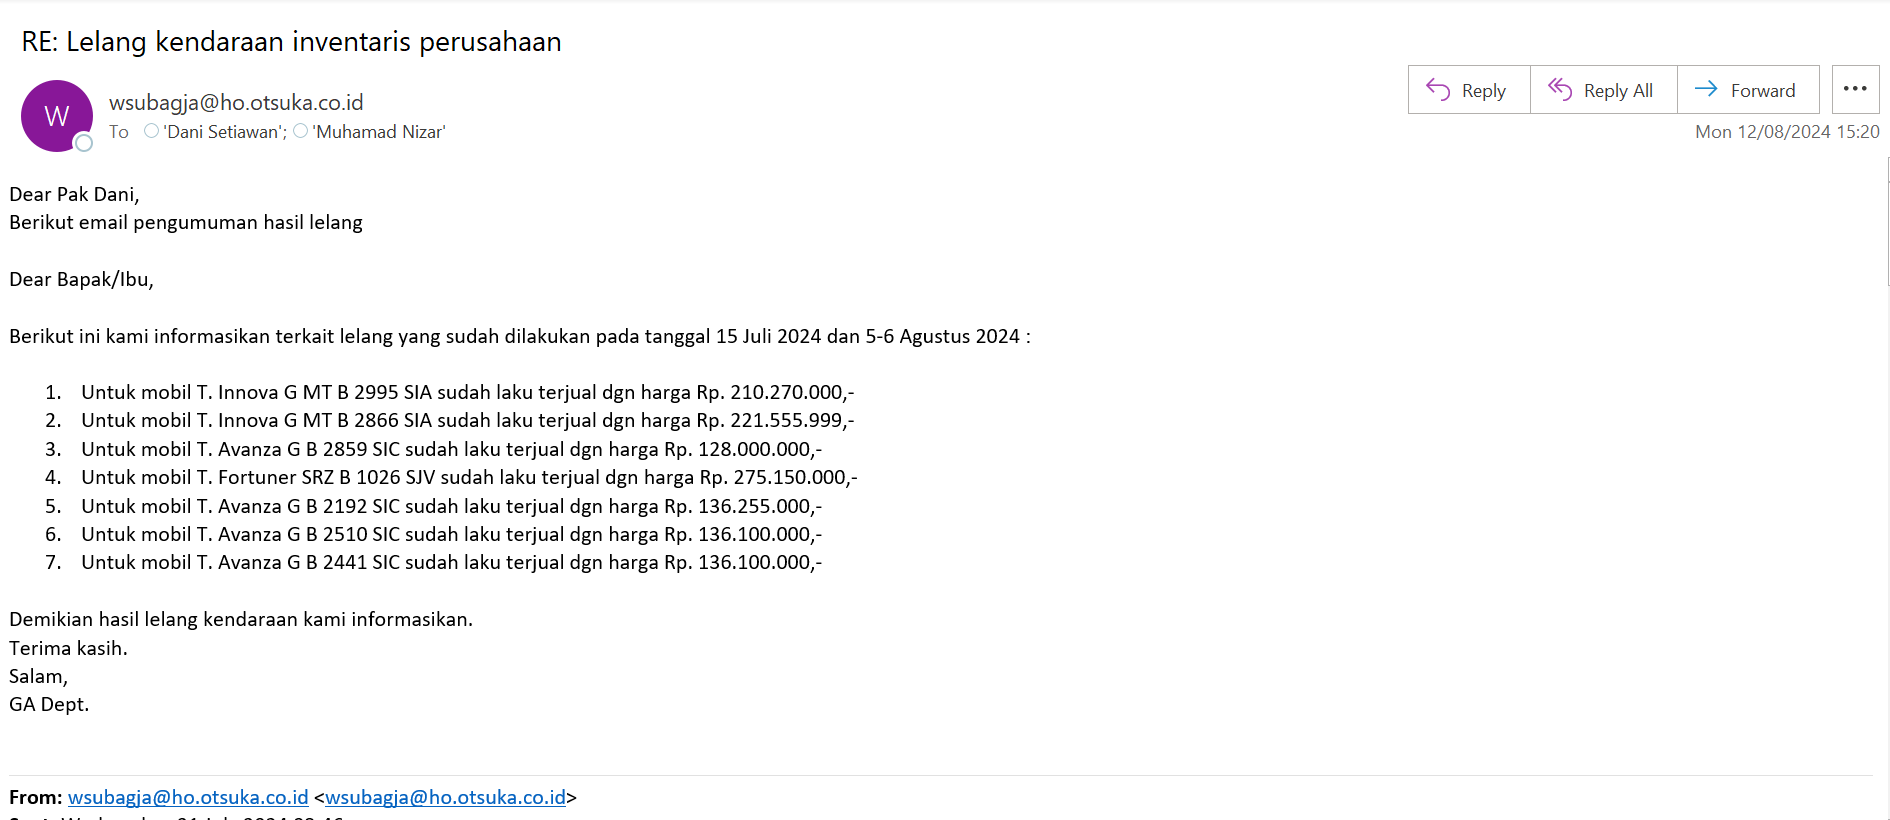 RE: Lelang kendaraan inventaris perusahaan
W
wsubagja@ho.otsuka.co.id
To 'Dani Setiawan'; 'Muhamad Nizar'
Reply
Reply All
Forward
Mon 12/08/2024 15:20
Dear Pak Dani,
Berikut email pengumuman hasil lelang
Dear Bapak/Ibu,
Berikut ini kami informasikan terkait lelang yang sudah dilakukan pada tanggal 15 Juli 2024 dan 5-6 Agustus 2024 :
1. Untuk mobil T. Innova G MT B 2995 SIA sudah laku terjual dgn harga Rp. 210.270.000,-
2. Untuk mobil T. Innova G MT B 2866 SIA sudah laku terjual dgn harga Rp. 221.555.999,-
3. Untuk mobil T. Avanza G B 2859 SIC sudah laku terjual dgn harga Rp. 128.000.000,-
4. Untuk mobil T. Fortuner SRZ B 1026 SJV sudah laku terjual dgn harga Rp. 275.150.000,-
5. Untuk mobil T. Avanza G B 2192 SIC sudah laku terjual dgn harga Rp. 136.255.000,-
6. Untuk mobil T. Avanza G B 2510 SIC sudah laku terjual dgn harga Rp. 136.100.000,-
7. Untuk mobil T. Avanza G B 2441 SIC sudah laku terjual dgn harga Rp. 136.100.000,-
Demikian hasil lelang kendaraan kami informasikan.
Terima kasih.
Salam,
GA Dept.
From: wsubagja@ho.otsuka.co.id <wsubagja@ho.otsuka.co.id>